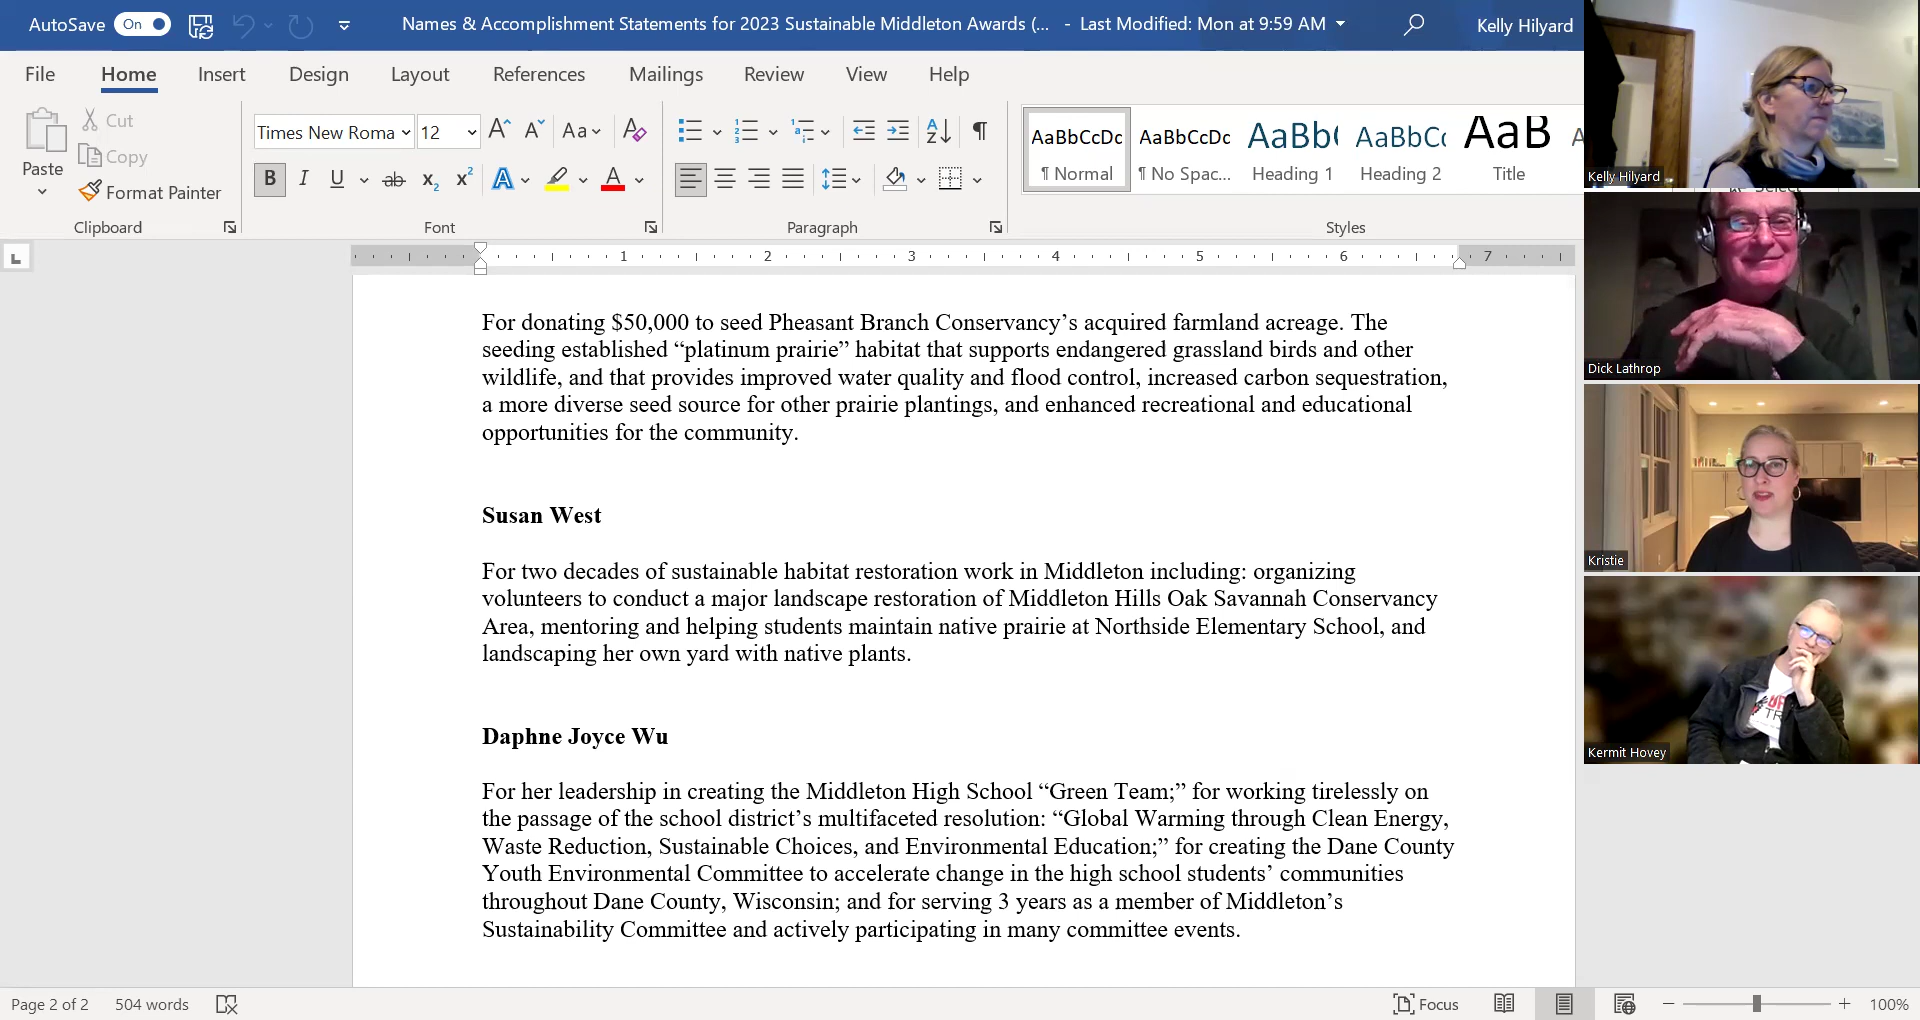 AutoSave On Names & Accomplishment Statements for 2023 Sustainable Middleton Awards (... - Last Modified: Mon at 9:59 AM Kelly Hilyard
File Home Insert Design Layout References Mailings Review View Help
Paste
Cut
Copy
Format Painter
Clipboard
Times New Roma 12
Font
Paragraph
AaBbCcDc AaBbCcDc AaBb( AaBbCc AaB
¶ Normal ¶ No Spac... Heading 1 Heading 2 Title
Styles
Select
1 2 3 4 5 6 7
For donating $50,000 to seed Pheasant Branch Conservancy’s acquired farmland acreage. The
seeding established “platinum prairie” habitat that supports endangered grassland birds and other
wildlife, and that provides improved water quality and flood control, increased carbon sequestration,
a more diverse seed source for other prairie plantings, and enhanced recreational and educational
opportunities for the community.
Susan West
For two decades of sustainable habitat restoration work in Middleton including: organizing
volunteers to conduct a major landscape restoration of Middleton Hills Oak Savannah Conservancy
Area, mentoring and helping students maintain native prairie at Northside Elementary School, and
landscaping her own yard with native plants.
Daphne Joyce Wu
For her leadership in creating the Middleton High School “Green Team;” for working tirelessly on
the passage of the school district’s multifaceted resolution: “Global Warming through Clean Energy,
Waste Reduction, Sustainable Choices, and Environmental Education;” for creating the Dane County
Youth Environmental Committee to accelerate change in the high school students’ communities
throughout Dane County, Wisconsin; and for serving 3 years as a member of Middleton’s
Sustainability Committee and actively participating in many committee events.
Page 2 of 2 504 words Focus 100%
Kelly Hilyard
Dick Lathrop
Kristie
Kermit Hovey